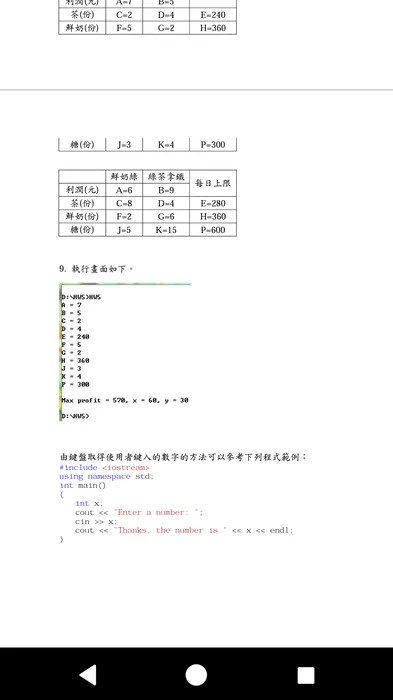 利潤(元) A=7 B=5
茶(份) C=2 D=4 E=240
鮮奶(份) F=5 G=2 H=360
糖(份) J=3 K=4 P=300
鮮奶綠 綠茶拿鐵 每日上限
利潤(元) A=6 B=9
茶(份) C=8 D=4 E=280
鮮奶(份) F=2 G=6 H=360
糖(份) J=5 K=15 P=600
9. 執行畫面如下。
D:\HW5>HW5
A = 7
B = 5
C = 2
D = 4
E = 240
F = 5
G = 2
H = 360
J = 3
K = 4
P = 300
Max profit = 570, x = 60, y = 30
D:\HW5>
由鍵盤取得使用者鍵入的數字的方法可以參考下列程式範例：
#include <iostream>
using namespace std;
int main()
{
int x;
cout << "Enter a number: ";
cin >> x;
cout << "Thanks, the number is " << x << endl;
}